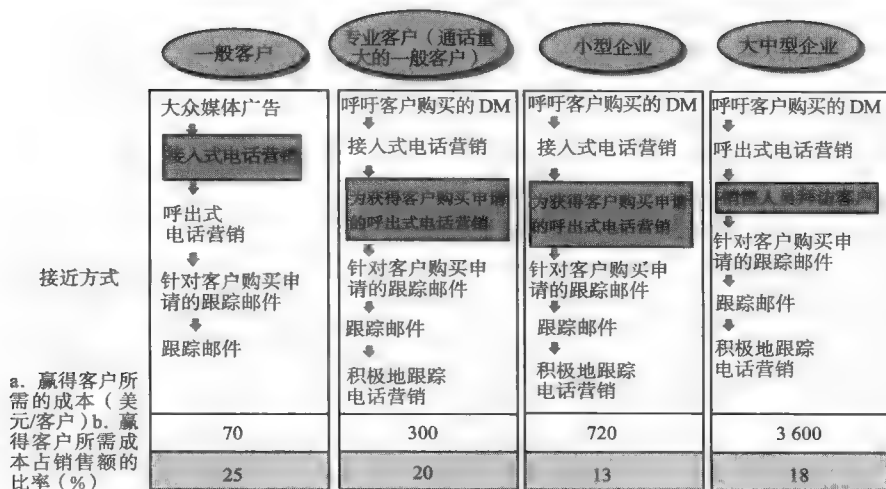 一般客户
专业客户（通话量
大的一般客户）
小型企业
大中型企业
接近方式
大众媒体广告
接入式电话营销
呼出式
电话营销
针对客户购买申
请的跟踪邮件
跟踪邮件
呼吁客户购买的 DM
接入式电话营销
为获得客户购买申请
的呼出式电话营销
针对客户购买申
请的跟踪邮件
跟踪邮件
积极地跟踪
电话营销
呼吁客户购买的 DM
接入式电话营销
为获得客户购买申请
的呼出式电话营销
针对客户购买申
请的跟踪邮件
跟踪邮件
积极地跟踪
电话营销
呼吁客户购买的 DM
呼出式电话营销
销售人员拜访客户
针对客户购买申
请的跟踪邮件
跟踪邮件
积极地跟踪
电话营销
a. 赢得客户所
需的成本（美
元/客户）b. 赢
得客户所需成
本占销售额的
比率（%）
70
300
720
3 600
25
20
13
18